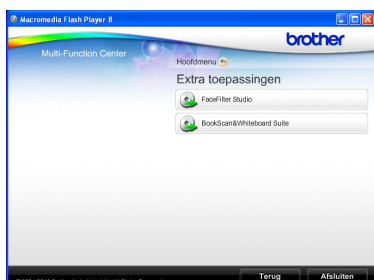 Macromedia Flash Player 8
brother
Multi-Function Center
Hoofdmenu
Extra toepassingen
FaceFilter Studio
BookScan&Whiteboard Suite
Terug
Afsluiten